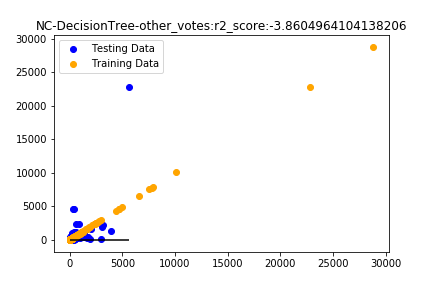 NC-DecisionTree-other_votes:r2_score:-3.8604964104138206
30000
25000
20000
15000
10000
5000
0
Testing Data
Training Data
0 5000 10000 15000 20000 25000 30000